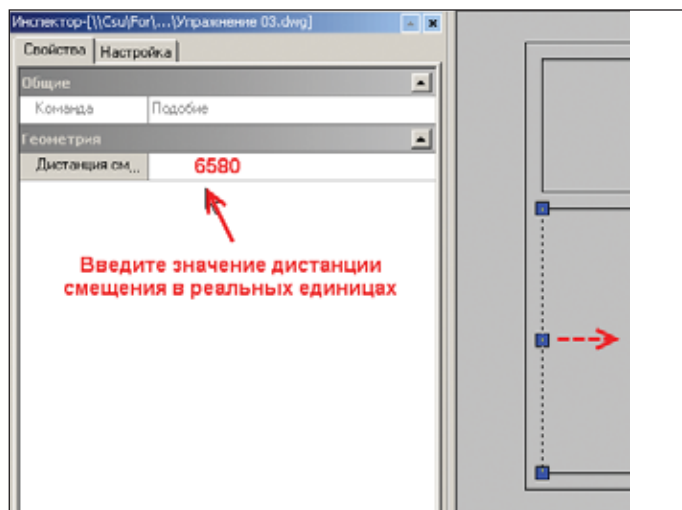 Инспектор-[\\Csu\For\...\Упражнение 03.dwg]
Свойства Настройка
Общие
Команда Подобие
Геометрия
Дистанция см... 6580
Введите значение дистанции
смещения в реальных единицах